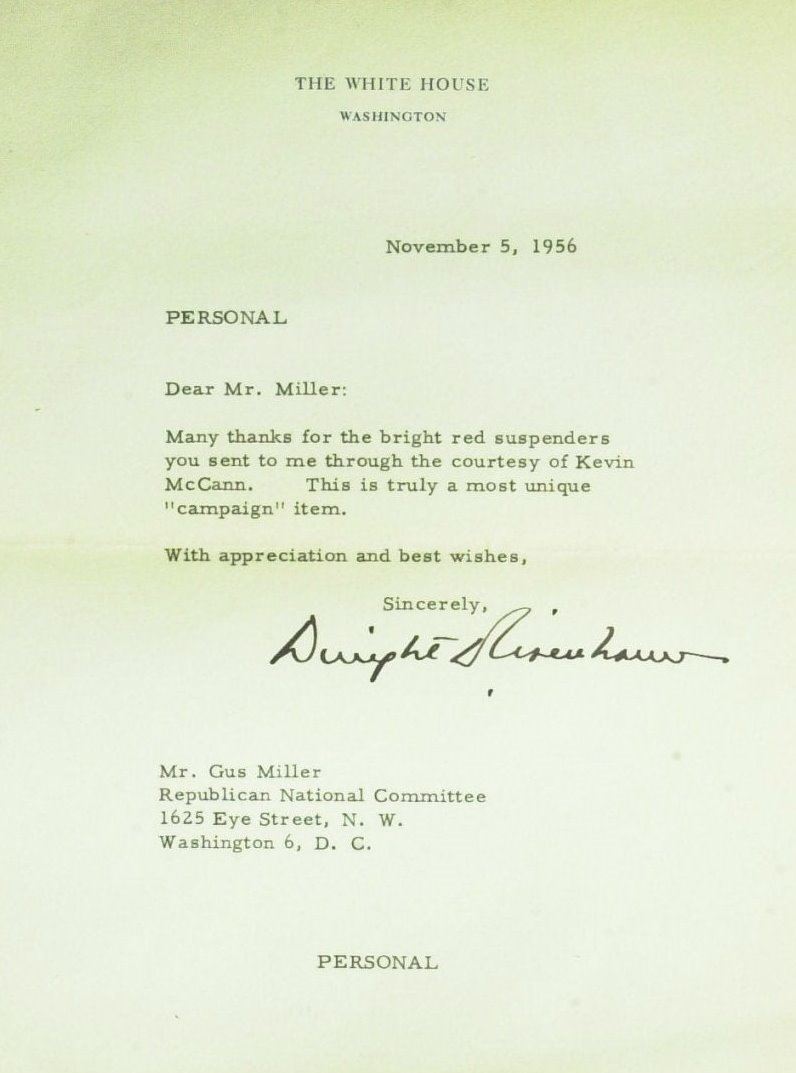 THE WHITE HOUSE
WASHINGTON
November 5, 1956
PERSONAL
Dear Mr. Miller:
Many thanks for the bright red suspenders
you sent to me through the courtesy of Kevin
McCann. This is truly a most unique
"campaign" item.
With appreciation and best wishes,
Sincerely,
Dwight D Eisenhower
Mr. Gus Miller
Republican National Committee
1625 Eye Street, N. W.
Washington 6, D. C.
PERSONAL